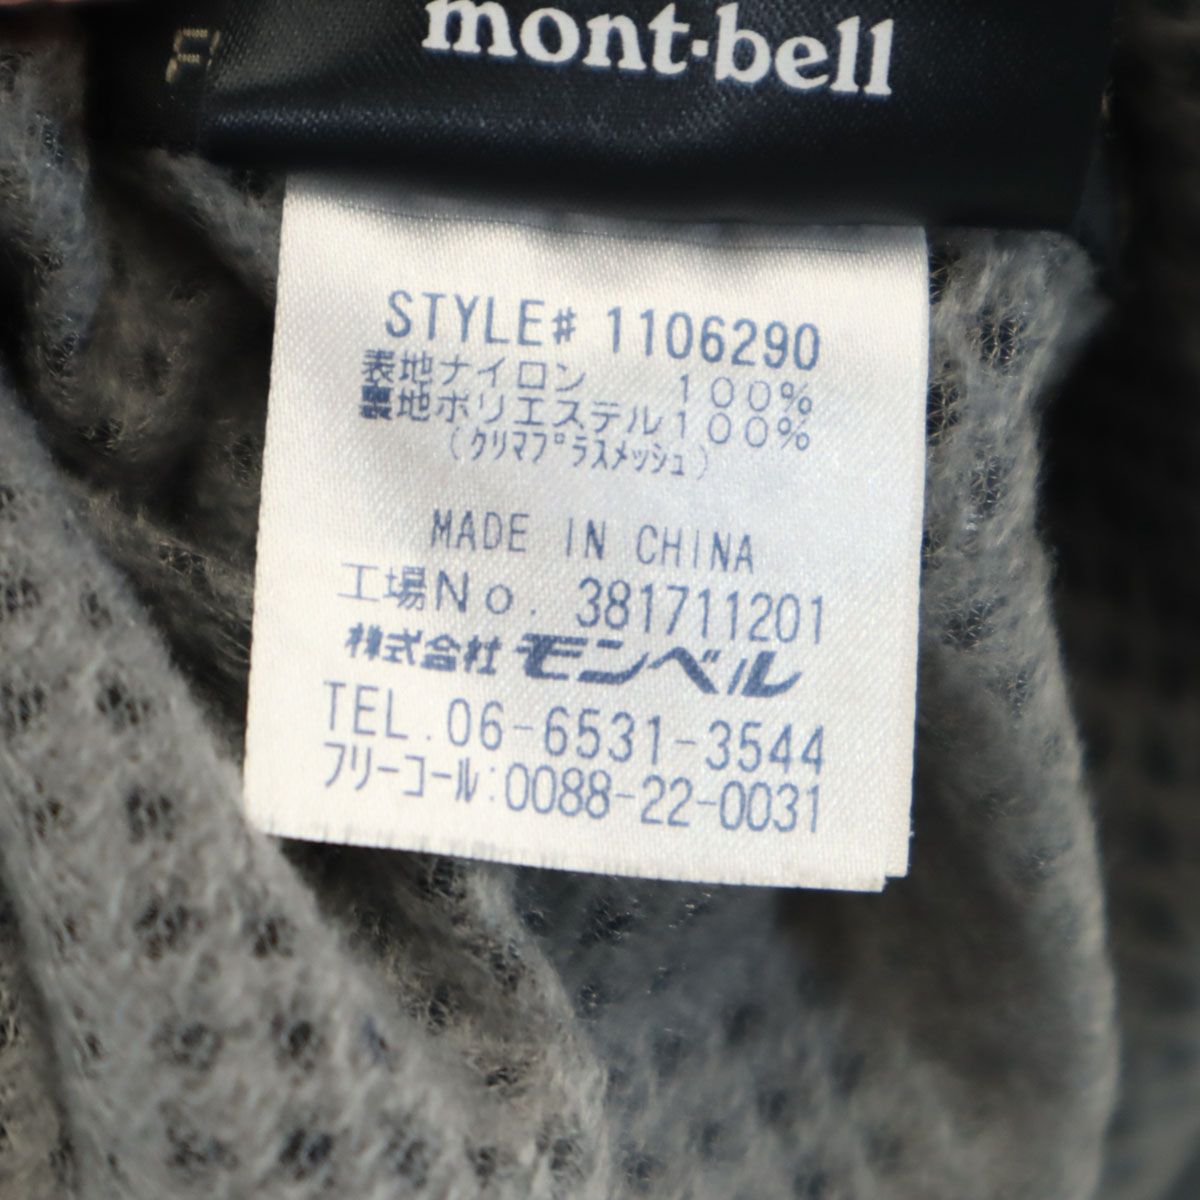 mont-bell
STYLE# 1106290
表地ナイロン 100%
裏地ポリエステル100%
(クリマプラスメッシュ)
MADE IN CHINA
工場No. 381711201
株式会社モンベル
TEL.06-6531-3544
フリーコール:0088-22-0031